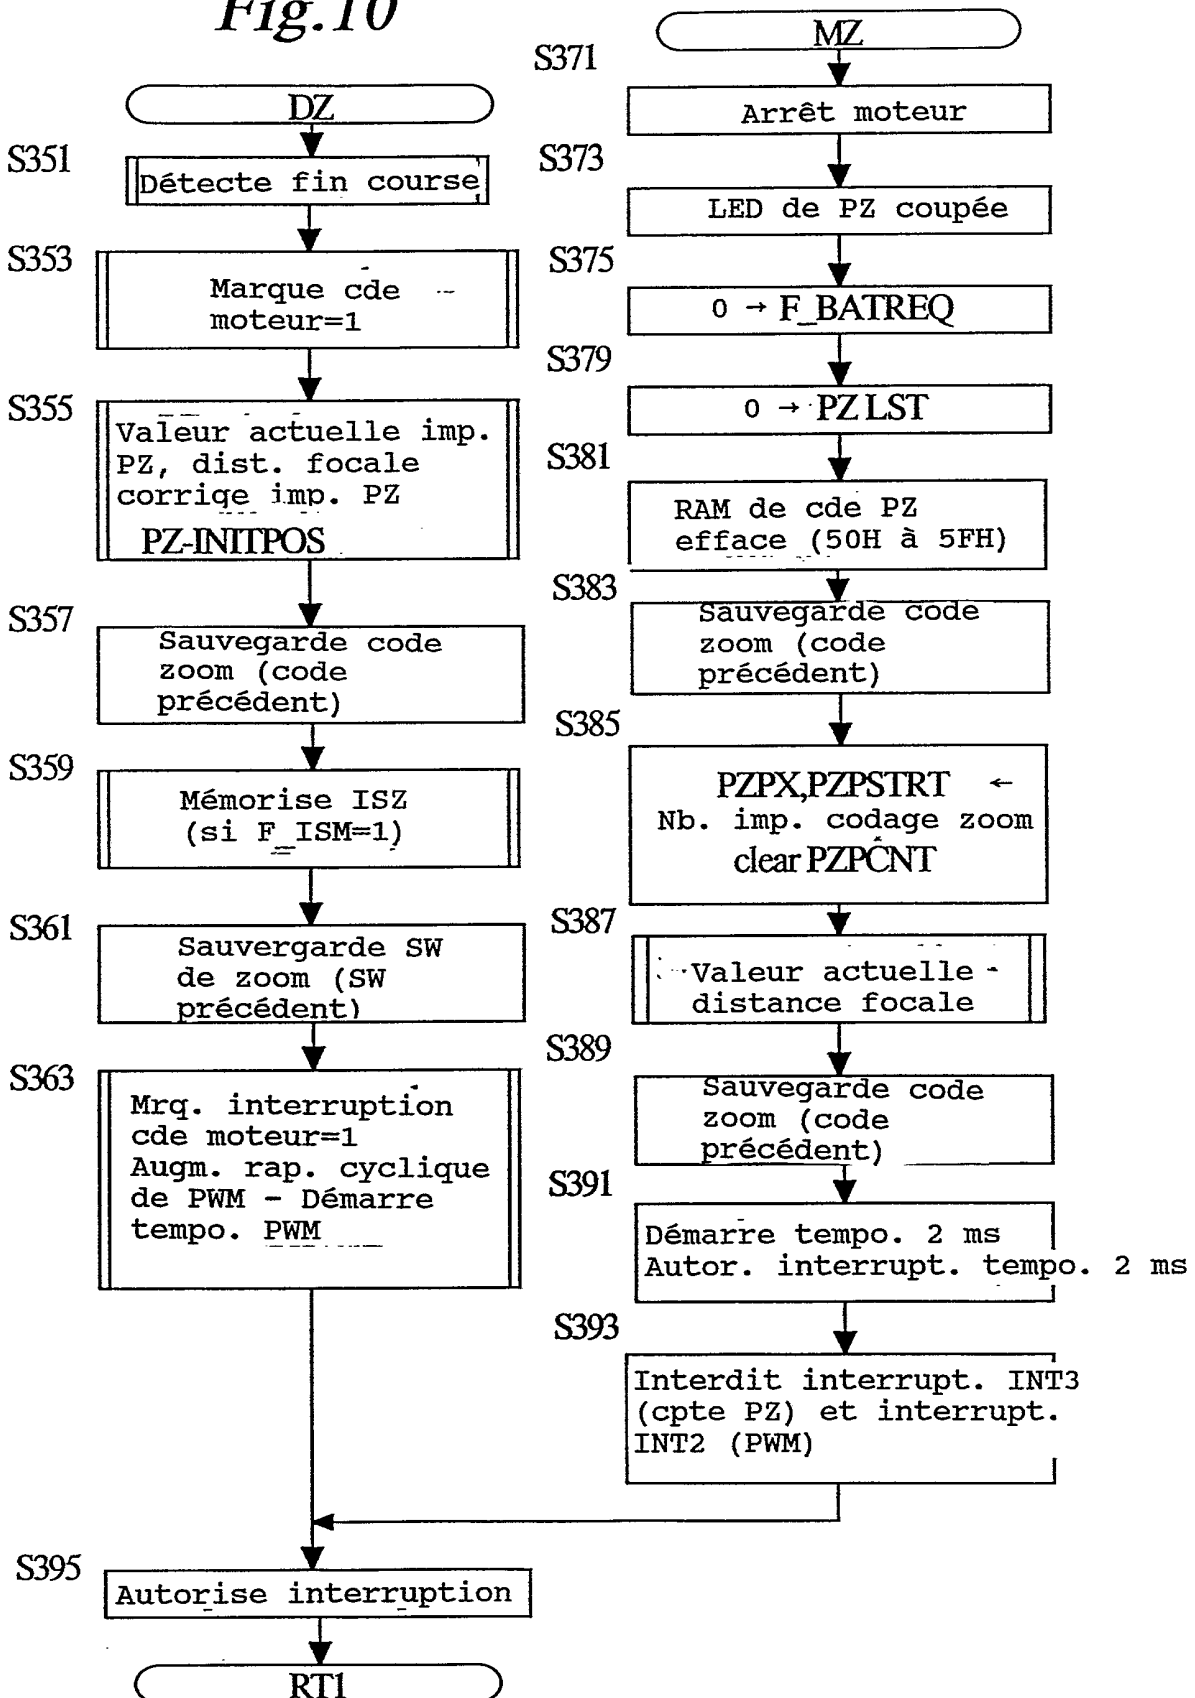 Fig.10
DZ
S351
Détecte fin course
S353
Marque cde
moteur=1
S355
Valeur actuelle imp.
PZ, dist. focale
corrige imp. PZ
PZ-INITPOS
S357
Sauvegarde code
zoom (code
précédent)
S359
Mémorise ISZ
(si F_ISM=1)
S361
Sauvergarde SW
de zoom (SW
précédent)
S363
Mrq. interruption
cde moteur=1
Augm. rap. cyclique
de PWM - Démarre
tempo. PWM
MZ
S371
Arrêt moteur
S373
LED de PZ coupée
S375
0 → F_BATREQ
S379
0 → PZ LST
S381
RAM de cde PZ
efface (50H à 5FH)
S383
Sauvegarde code
zoom (code
précédent)
S385
PZPX,PZPSTRT ←
Nb. imp. codage zoom
clear PZPCNT
S387
Valeur actuelle -
distance focale
S389
Sauvegarde code
zoom (code
précédent)
S391
Démarre tempo. 2 ms
Autor. interrupt. tempo. 2 ms
S393
Interdit interrupt. INT3
(cpte PZ) et interrupt.
INT2 (PWM)
S395
Autorise interruption
RT1